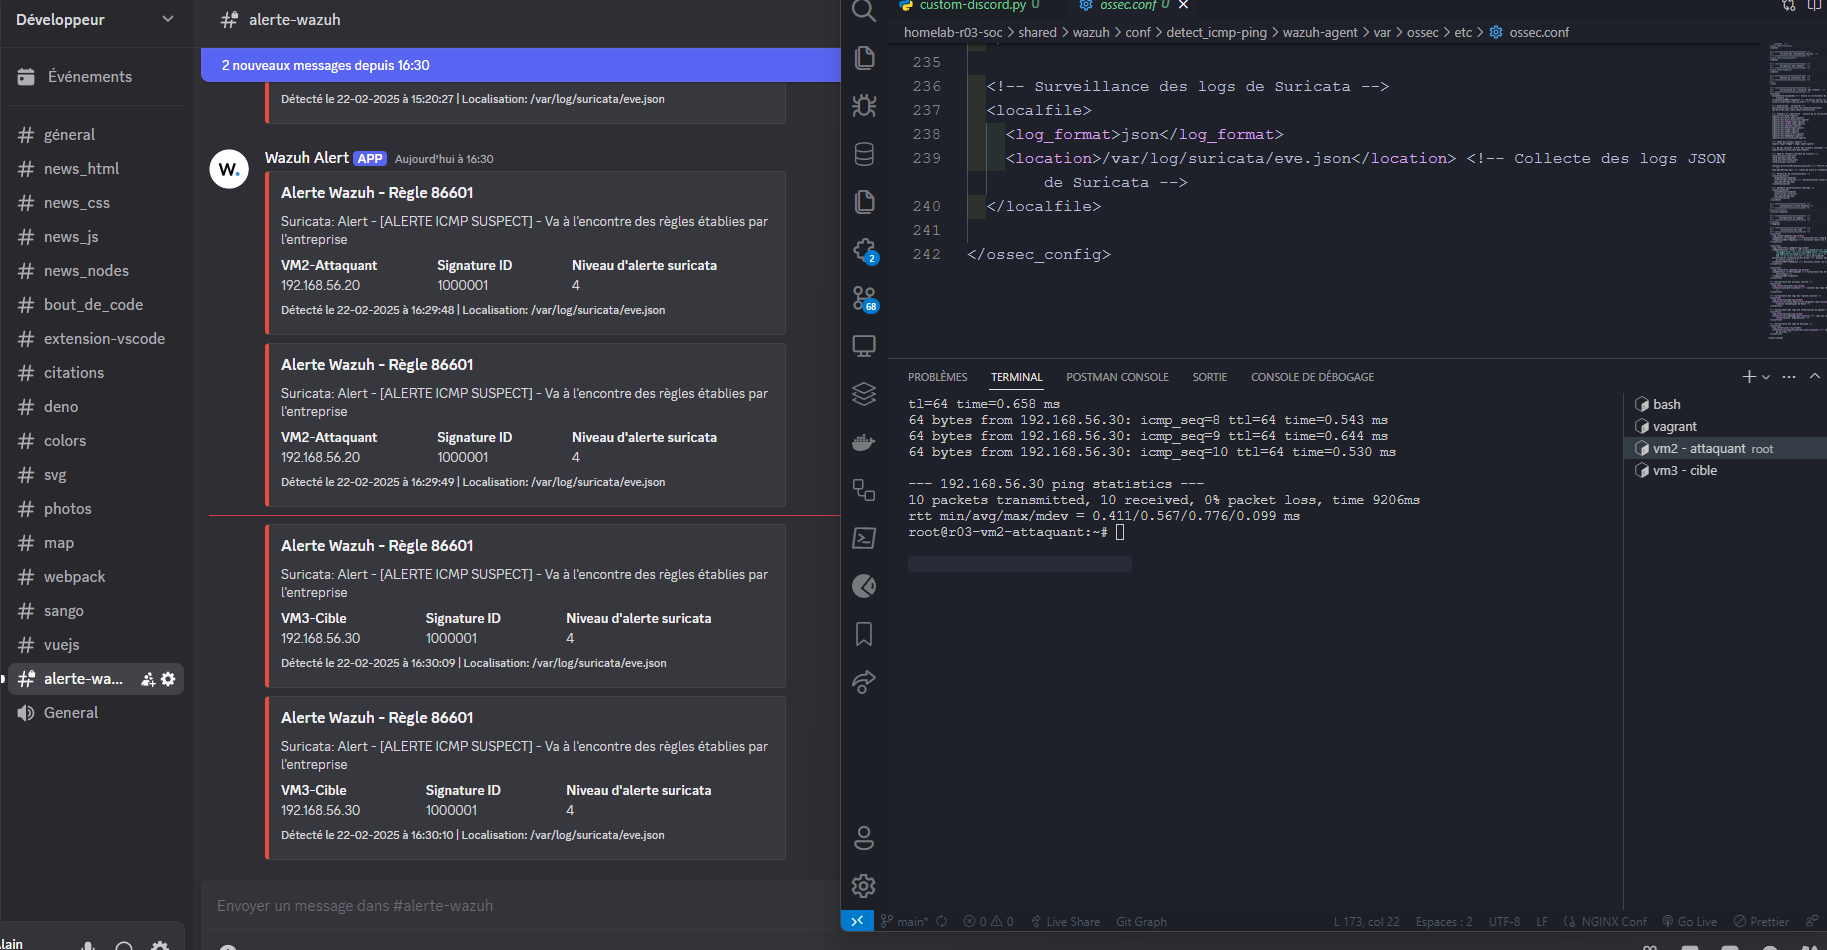 Développeur
Événements
géneral
news_html
news_css
news_js
news_nodes
bout_de_code
extension-vscode
citations
deno
colors
svg
photos
map
webpack
sango
vuejs
alerte-wa...
General
lain
alerte-wazuh
2 nouveaux messages depuis 16:30
Détecté le 22-02-2025 à 15:20:27 | Localisation: /var/log/suricata/eve.json
W.
Wazuh Alert APP Aujourd'hui à 16:30
Alerte Wazuh - Règle 86601
Suricata: Alert - [ALERTE ICMP SUSPECT] - Va à l'encontre des règles établies par
l'entreprise
VM2-Attaquant Signature ID Niveau d'alerte suricata
192.168.56.20 1000001 4
Détecté le 22-02-2025 à 16:29:48 | Localisation: /var/log/suricata/eve.json
Alerte Wazuh - Règle 86601
Suricata: Alert - [ALERTE ICMP SUSPECT] - Va à l'encontre des règles établies par
l'entreprise
VM2-Attaquant Signature ID Niveau d'alerte suricata
192.168.56.20 1000001 4
Détecté le 22-02-2025 à 16:29:49 | Localisation: /var/log/suricata/eve.json
Alerte Wazuh - Règle 86601
Suricata: Alert - [ALERTE ICMP SUSPECT] - Va à l'encontre des règles établies par
l'entreprise
VM3-Cible Signature ID Niveau d'alerte suricata
192.168.56.30 1000001 4
Détecté le 22-02-2025 à 16:30:09 | Localisation: /var/log/suricata/eve.json
Alerte Wazuh - Règle 86601
Suricata: Alert - [ALERTE ICMP SUSPECT] - Va à l'encontre des règles établies par
l'entreprise
VM3-Cible Signature ID Niveau d'alerte suricata
192.168.56.30 1000001 4
Détecté le 22-02-2025 à 16:30:10 | Localisation: /var/log/suricata/eve.json
Envoyer un message dans #alerte-wazuh
2
68
custom-discord.py U ossec.conf U
homelab-r03-soc > shared > wazuh > conf > detect_icmp-ping > wazuh-agent > var > ossec > etc > ossec.conf
235
236 <!-- Surveillance des logs de Suricata -->
237 <localfile>
238 <log_format>json</log_format>
239 <location>/var/log/suricata/eve.json</location> <!-- Collecte des logs JSON
de Suricata -->
240 </localfile>
241
242 </ossec_config>
PROBLÈMES TERMINAL POSTMAN CONSOLE SORTIE CONSOLE DE DÉBOGAGE
tl=64 time=0.658 ms
64 bytes from 192.168.56.30: icmp_seq=8 ttl=64 time=0.543 ms
64 bytes from 192.168.56.30: icmp_seq=9 ttl=64 time=0.644 ms
64 bytes from 192.168.56.30: icmp_seq=10 ttl=64 time=0.530 ms
--- 192.168.56.30 ping statistics ---
10 packets transmitted, 10 received, 0% packet loss, time 9206ms
rtt min/avg/max/mdev = 0.411/0.567/0.776/0.099 ms
root@r03-vm2-attaquant:~#
bash
vagrant
vm2 - attaquant root
vm3 - cible
main* 0 0 Live Share Git Graph L 173, col 22 Espaces : 2 UTF-8 LF NGINX Conf Go Live Prettier